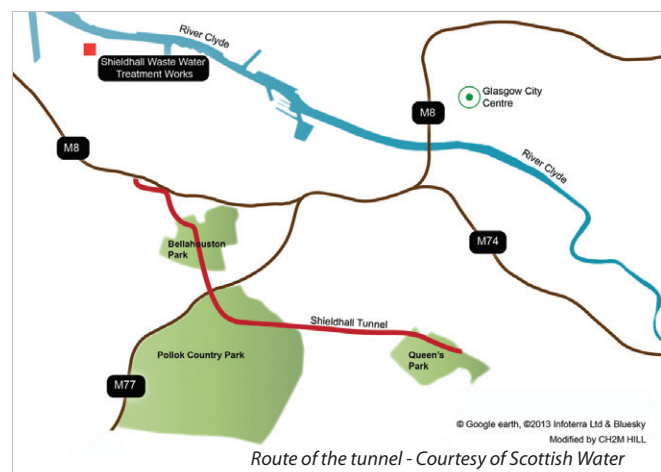 River Clyde
Shieldhall Waste Water
Treatment Works
Glasgow City
Centre
M8
M8
River Clyde
M74
Bellahouston
Park
Shieldhall Tunnel
Pollok Country Park
Queen's
Park
M77
© Google earth, ©2013 Infoterra Ltd & Bluesky
Modified by CH2M HILL
Route of the tunnel - Courtesy of Scottish Water